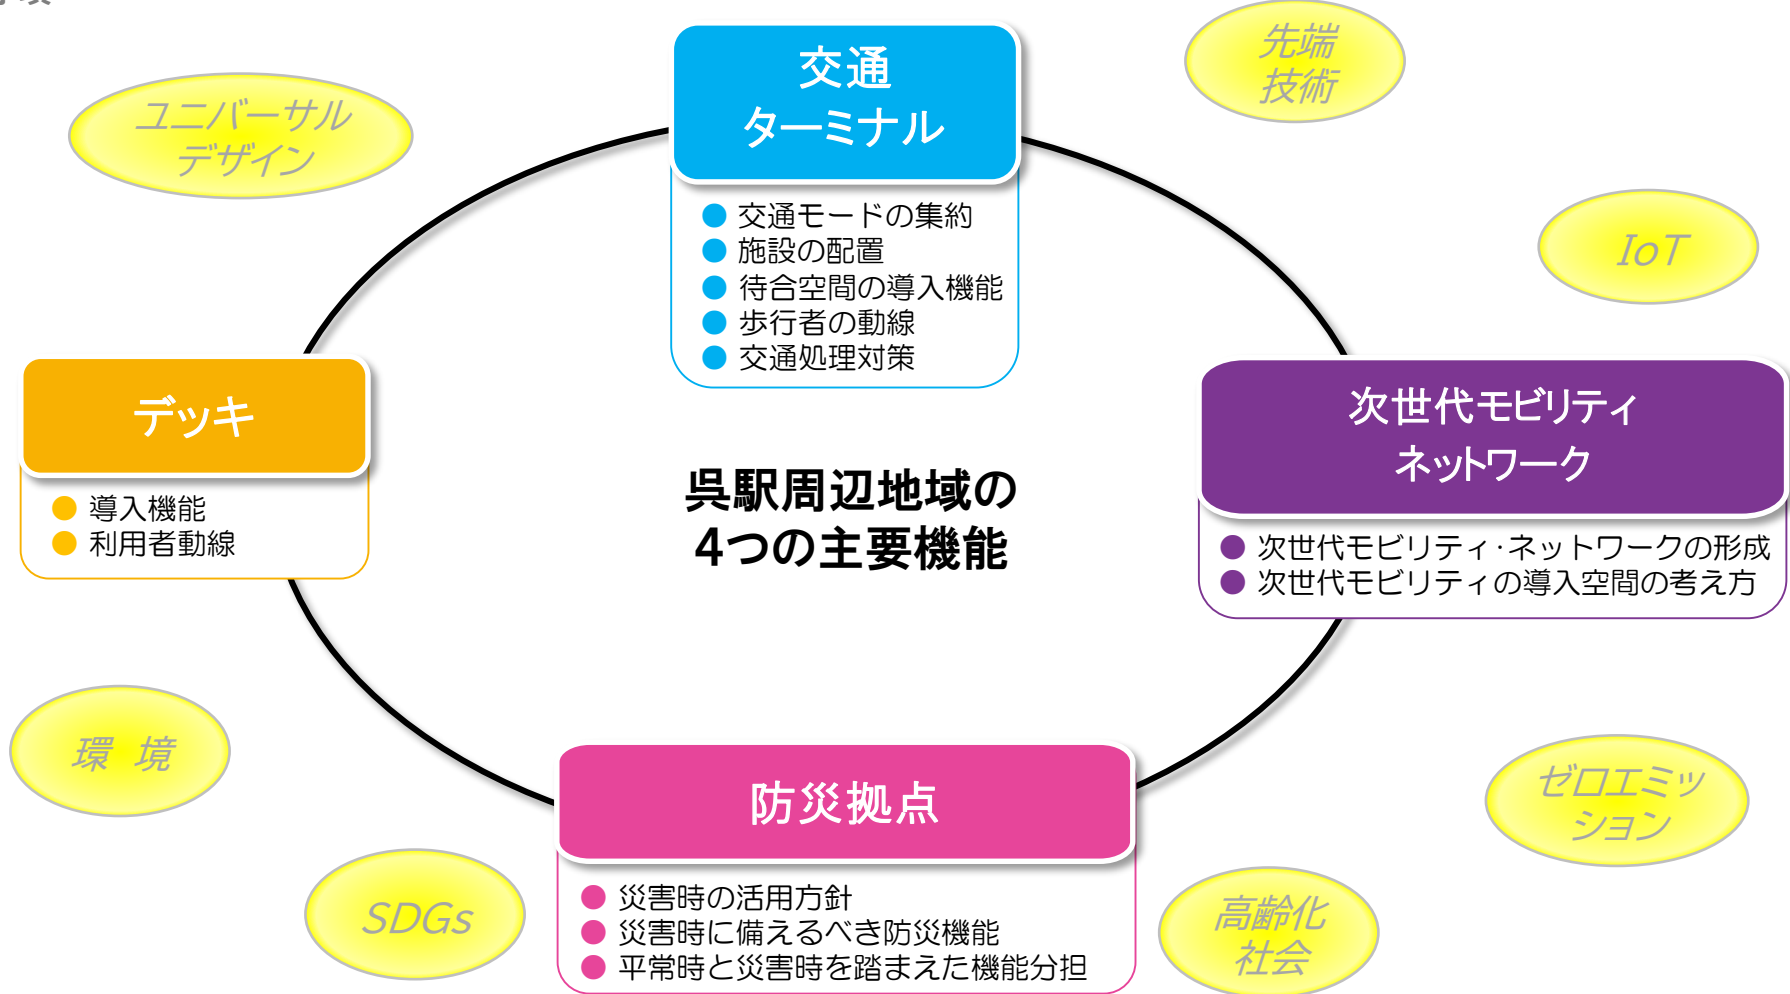 先端
技術
交通
ターミナル
ユニバーサル
デザイン
交通モードの集約
施設の配置
待合空間の導入機能
歩行者の動線
交通処理対策
IoT
デッキ
導入機能
利用者動線
次世代モビリティ
ネットワーク
次世代モビリティ･ネットワークの形成
次世代モビリティの導入空間の考え方
呉駅周辺地域の
4つの主要機能
環 境
防災拠点
災害時の活用方針
災害時に備えるべき防災機能
平常時と災害時を踏まえた機能分担
ゼロエミッ
ション
SDGs
高齢化
社会